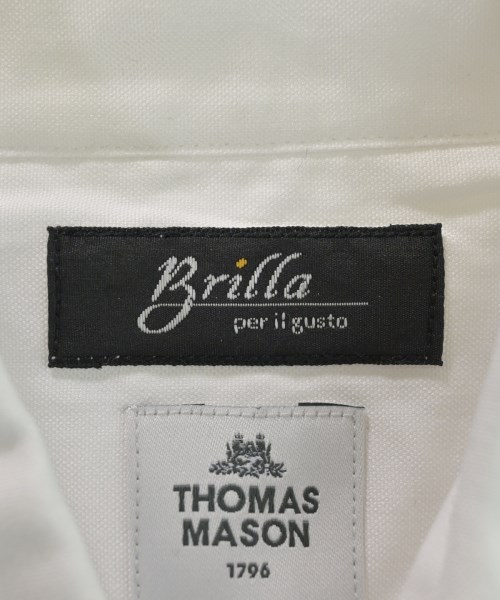 Brilla
per il gusto
THOMAS
MASON
1796